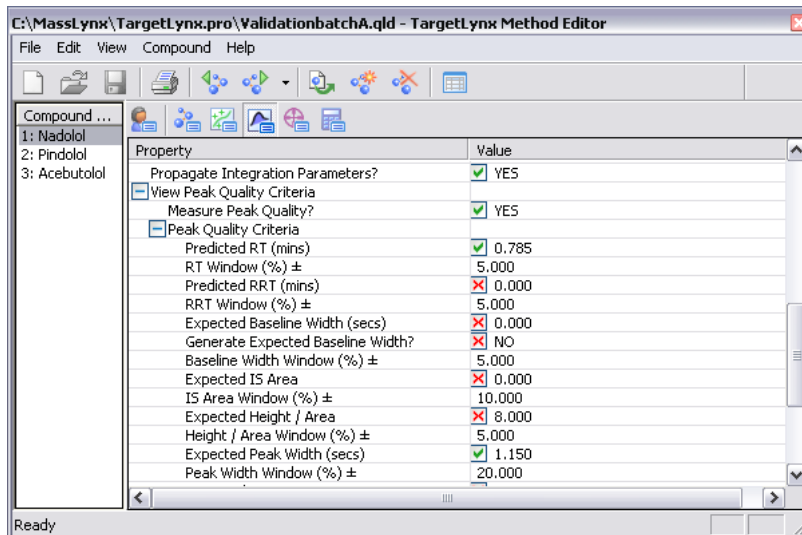 C:\MassLynx\TargetLynx.pro\ValidationbatchA.qld - TargetLynx Method Editor
File Edit View Compound Help
Compound ...
1: Nadolol
2: Pindolol
3: Acebutolol
Property Value
Propagate Integration Parameters? YES
View Peak Quality Criteria
Measure Peak Quality? YES
Peak Quality Criteria
Predicted RT (mins) 0.785
RT Window (%) ± 5.000
Predicted RRT (mins) 0.000
RRT Window (%) ± 5.000
Expected Baseline Width (secs) 0.000
Generate Expected Baseline Width? NO
Baseline Width Window (%) ± 5.000
Expected IS Area 0.000
IS Area Window (%) ± 10.000
Expected Height / Area 8.000
Height / Area Window (%) ± 5.000
Expected Peak Width (secs) 1.150
Peak Width Window (%) ± 20.000
Ready